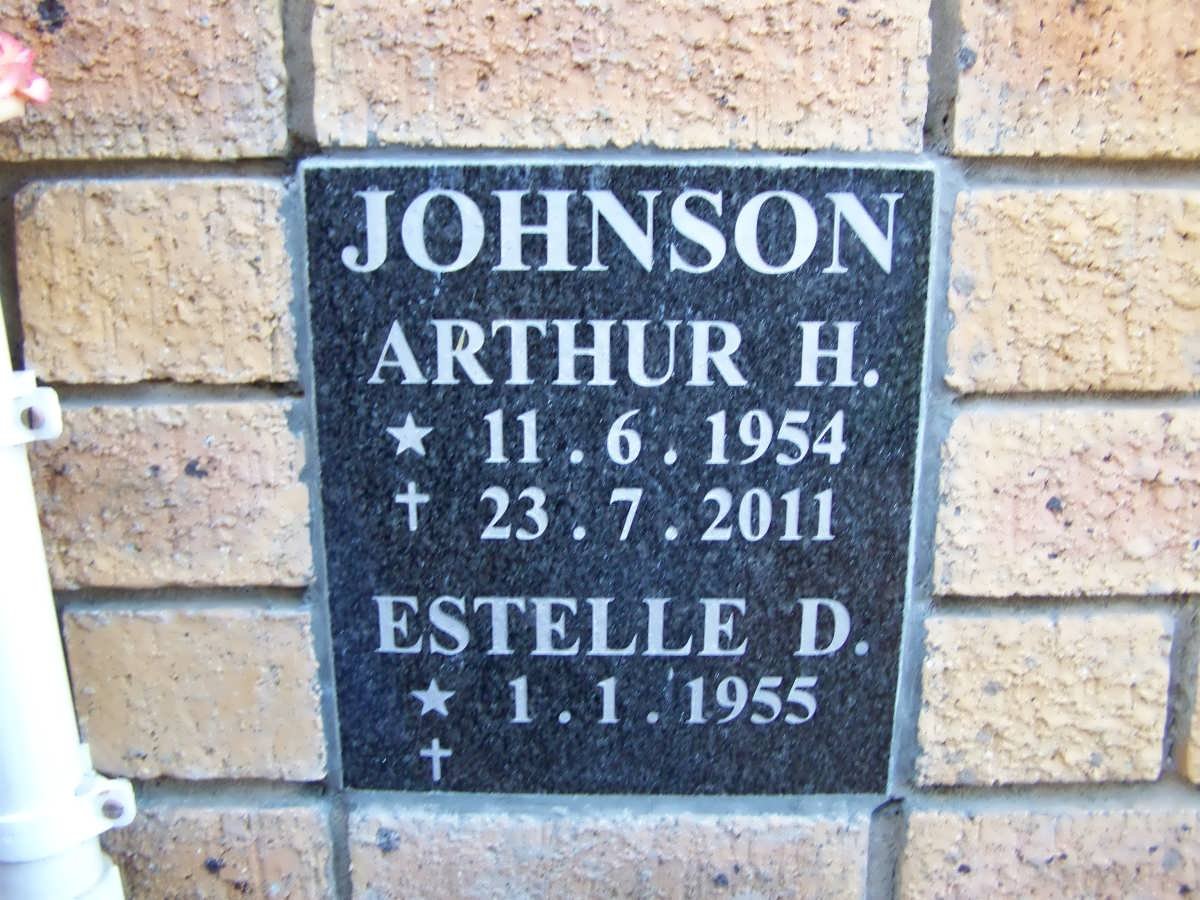 JOHNSON
ARTHUR H.
★ 11 . 6 . 1954
✝ 23 . 7 . 2011
ESTELLE D.
★ 1 . 1 . 1955
✝